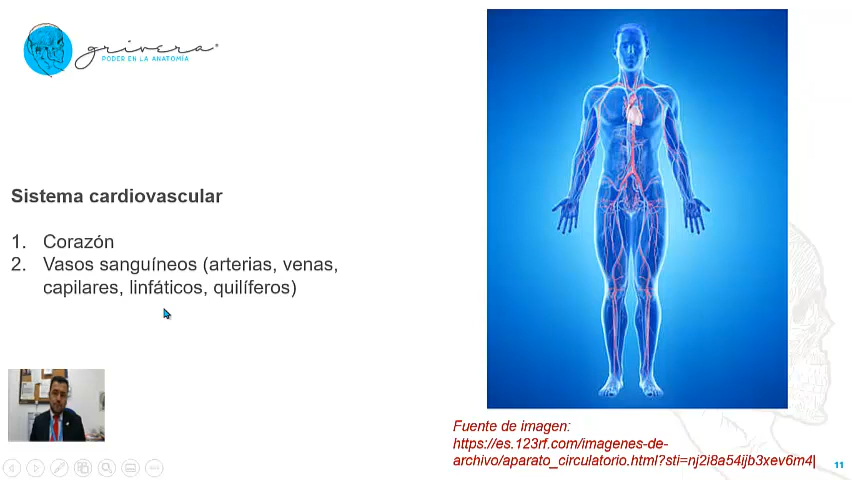 grivera®
PODER EN LA ANATOMÍA
Sistema cardiovascular
1. Corazón
2. Vasos sanguíneos (arterias, venas,
capilares, linfáticos, quilíferos)
Fuente de imagen:
https://es.123rf.com/imagenes-de-
archivo/aparato_circulatorio.html?sti=nj2i8a54ijb3xev6m4|
11